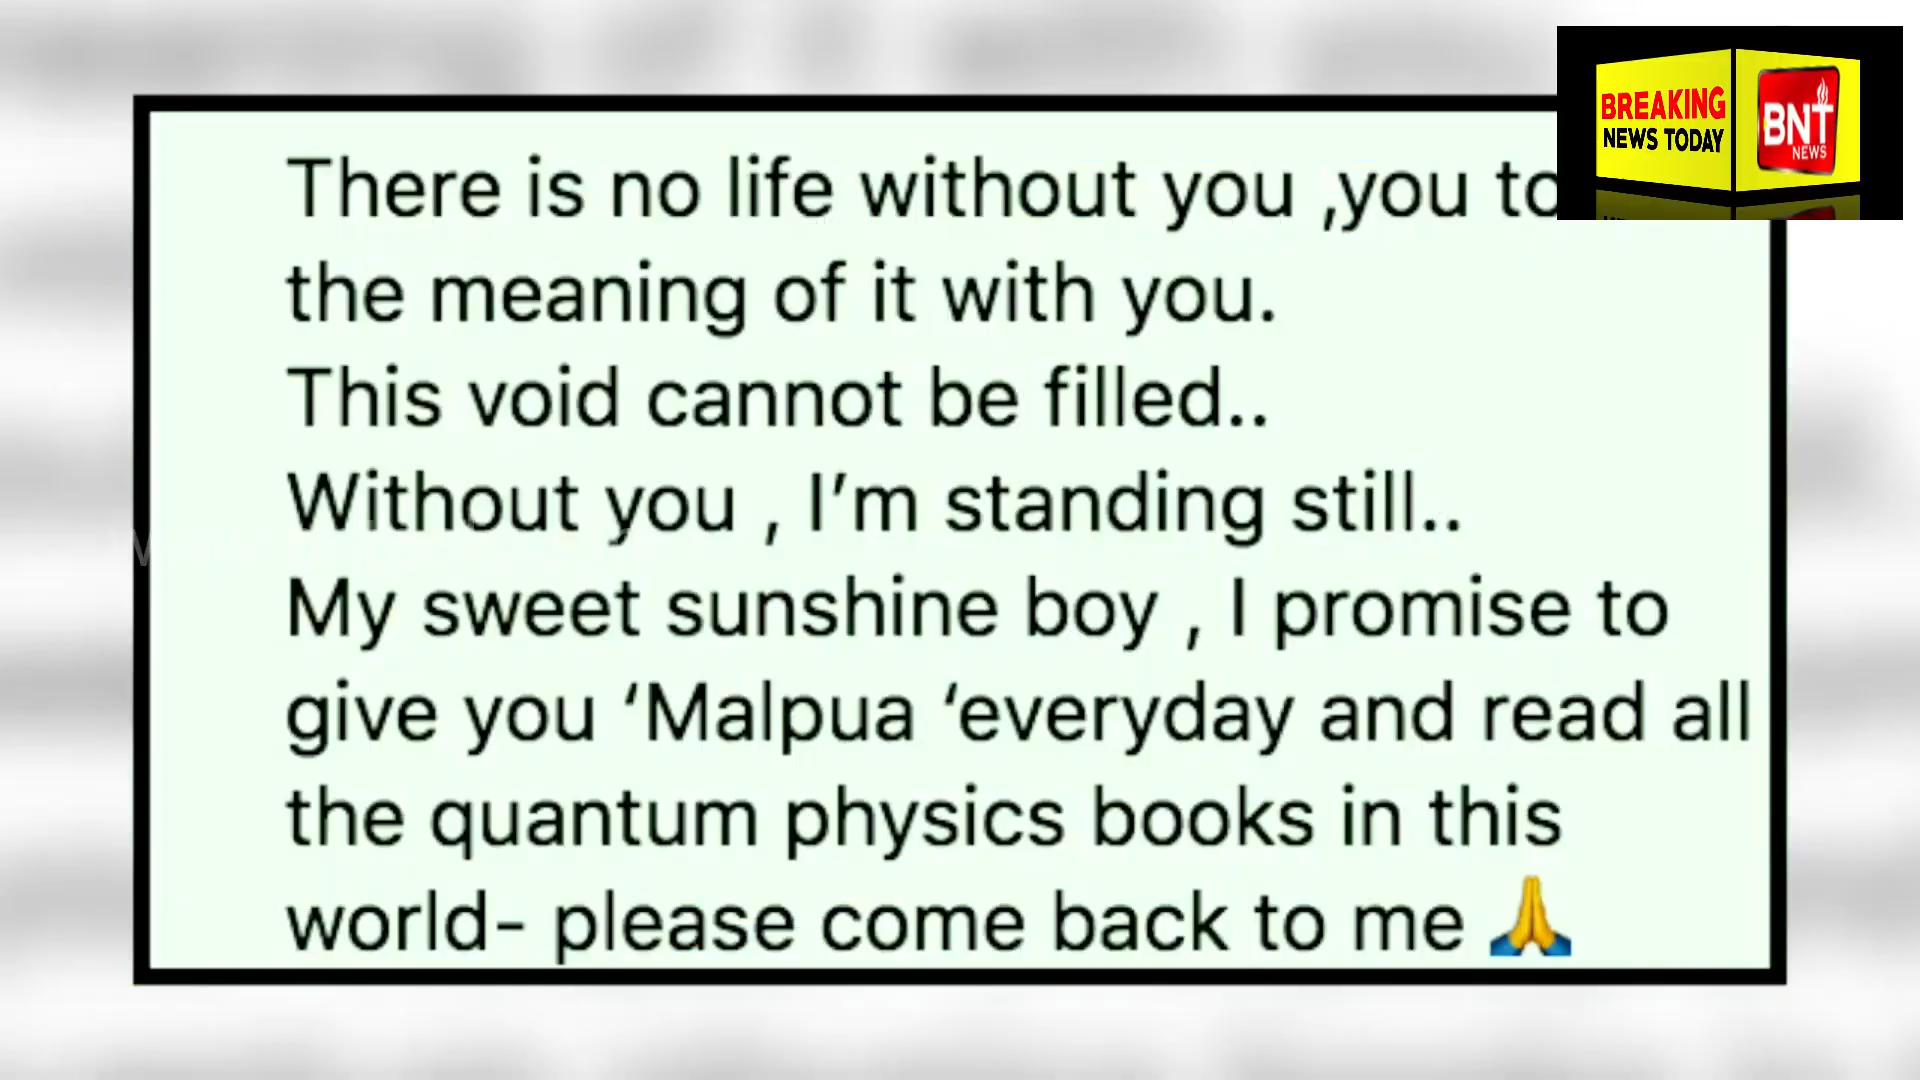 There is no life without you ,you to
the meaning of it with you.
This void cannot be filled..
Without you , I’m standing still..
My sweet sunshine boy , I promise to
give you ‘Malpua ‘everyday and read all
the quantum physics books in this
world- please come back to me 🙏
BREAKING
NEWS TODAY
BNT
NEWS